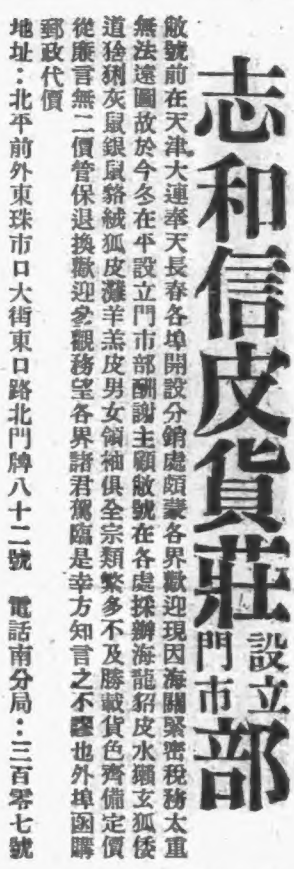 志和信皮貨莊設立門市部
敝號前在天津大連奉天長春各埠開設分銷處頗蒙各界歡迎現因海關緊密稅務太重
無法遠圖故於今冬在平設立門市部酬謝主顧敝號在各處採辦海龍貂皮水獺玄狐倭
道猞猁灰鼠銀鼠貉絨狐皮灘羊羔皮男女領袖俱全宗類繁多不及勝載貨色齊備定價
從廉言無二價管保退換歡迎參觀務望各界諸君駕臨是幸方知言之不謬也外埠函購
郵政代價
地址：北平前外東珠市口大街東口路北門牌八十二號　電話南分局：三百零七號